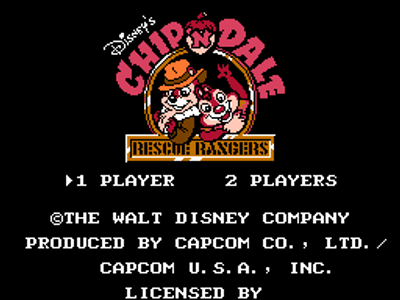 Disney's
CHIP 'N DALE
RESCUE RANGERS
1 PLAYER 2 PLAYERS
©THE WALT DISNEY COMPANY
PRODUCED BY CAPCOM CO., LTD./
CAPCOM U.S.A., INC.
LICENSED BY